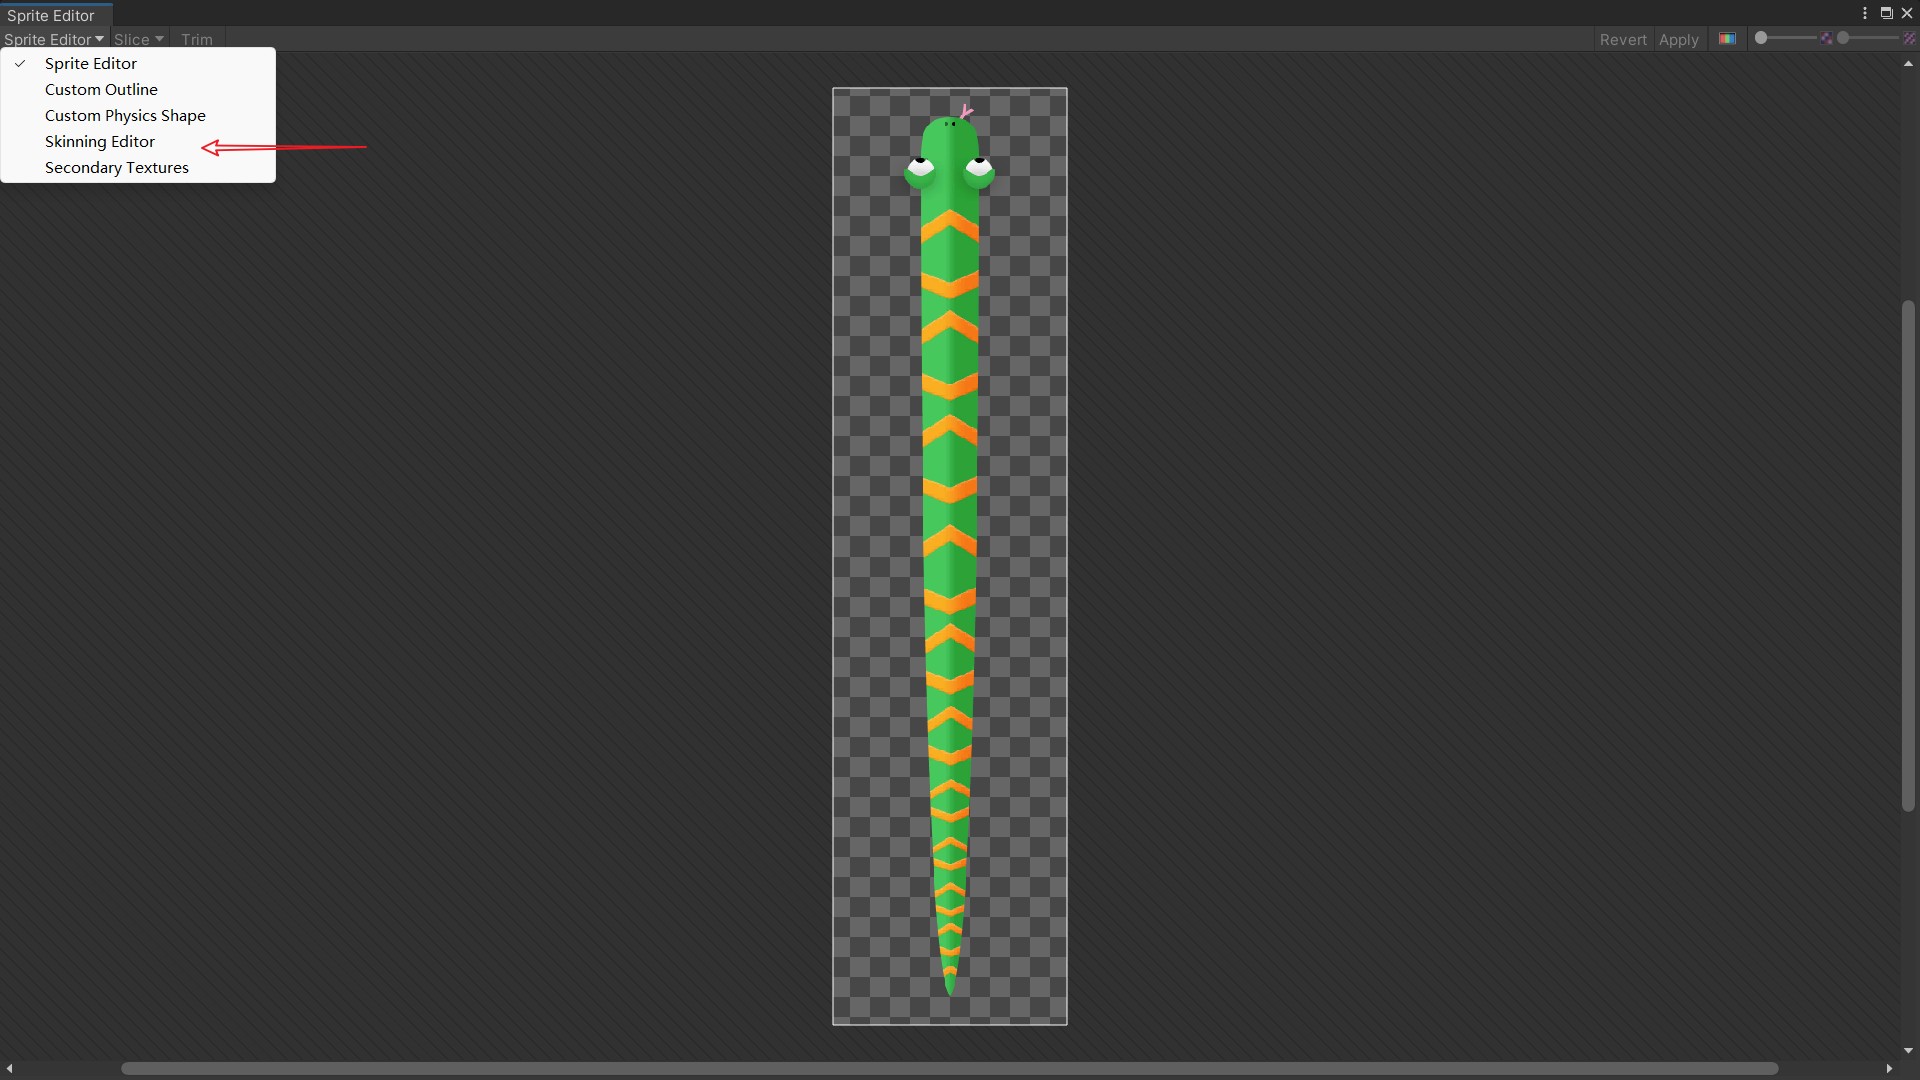 Sprite Editor
Sprite Editor Slice Trim Revert Apply
Sprite Editor
Custom Outline
Custom Physics Shape
Skinning Editor
Secondary Textures